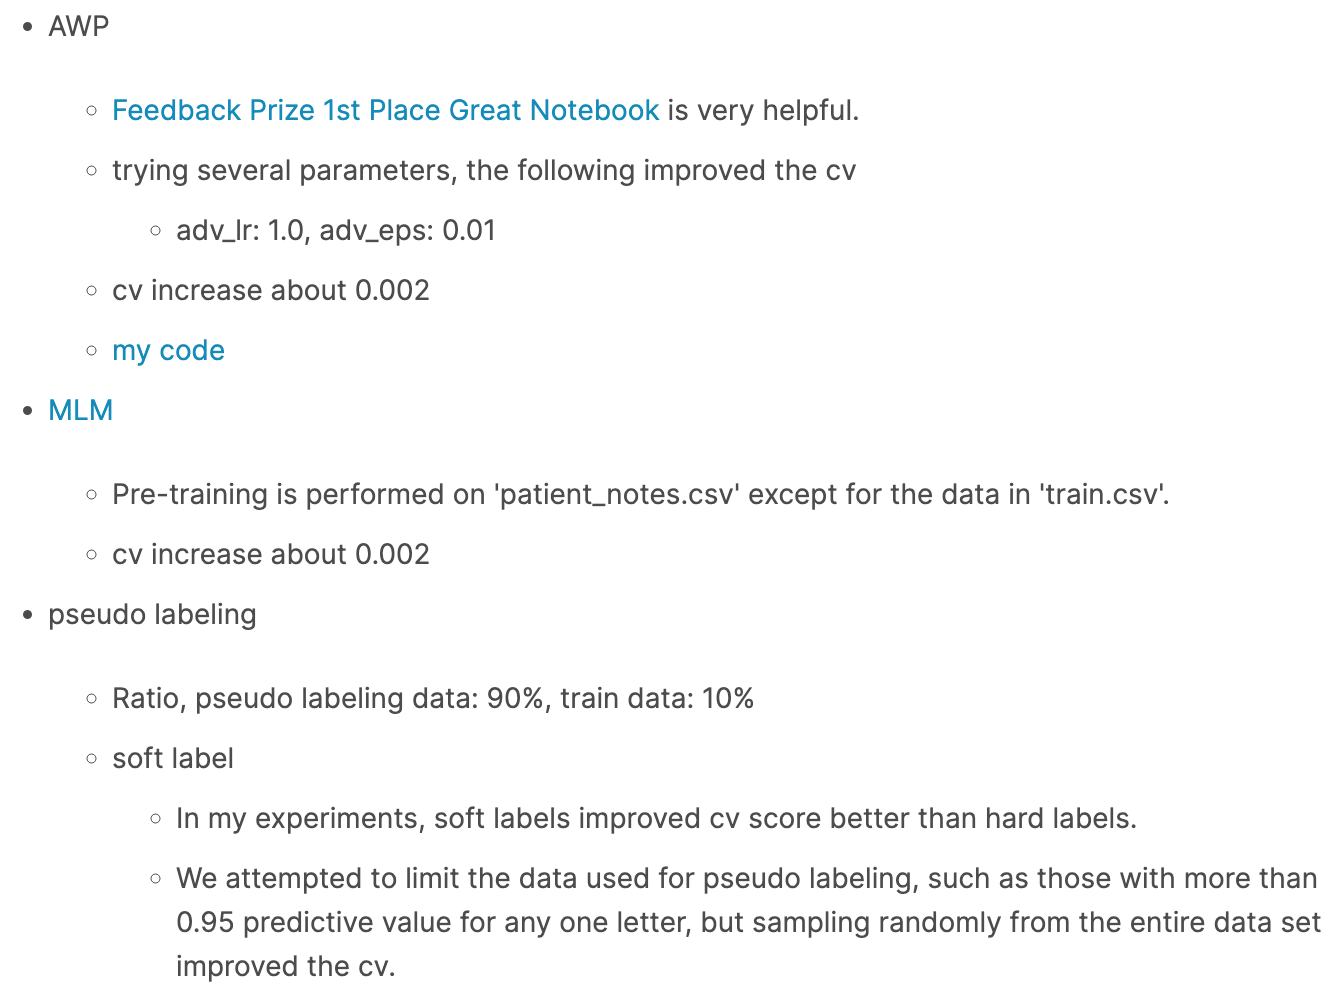 AWP
Feedback Prize 1st Place Great Notebook is very helpful.
trying several parameters, the following improved the cv
adv_lr: 1.0, adv_eps: 0.01
cv increase about 0.002
my code
MLM
Pre-training is performed on 'patient_notes.csv' except for the data in 'train.csv'.
cv increase about 0.002
pseudo labeling
Ratio, pseudo labeling data: 90%, train data: 10%
soft label
In my experiments, soft labels improved cv score better than hard labels.
We attempted to limit the data used for pseudo labeling, such as those with more than
0.95 predictive value for any one letter, but sampling randomly from the entire data set
improved the cv.